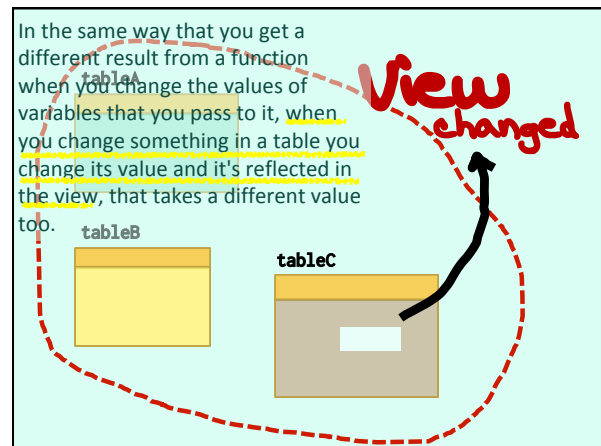 In the same way that you get a
different result from a function
when you change the values of
variables that you pass to it, when
you change something in a table you
change its value and it's reflected in
the view, that takes a different value
too.
tableA
View
changed
tableB
tableC